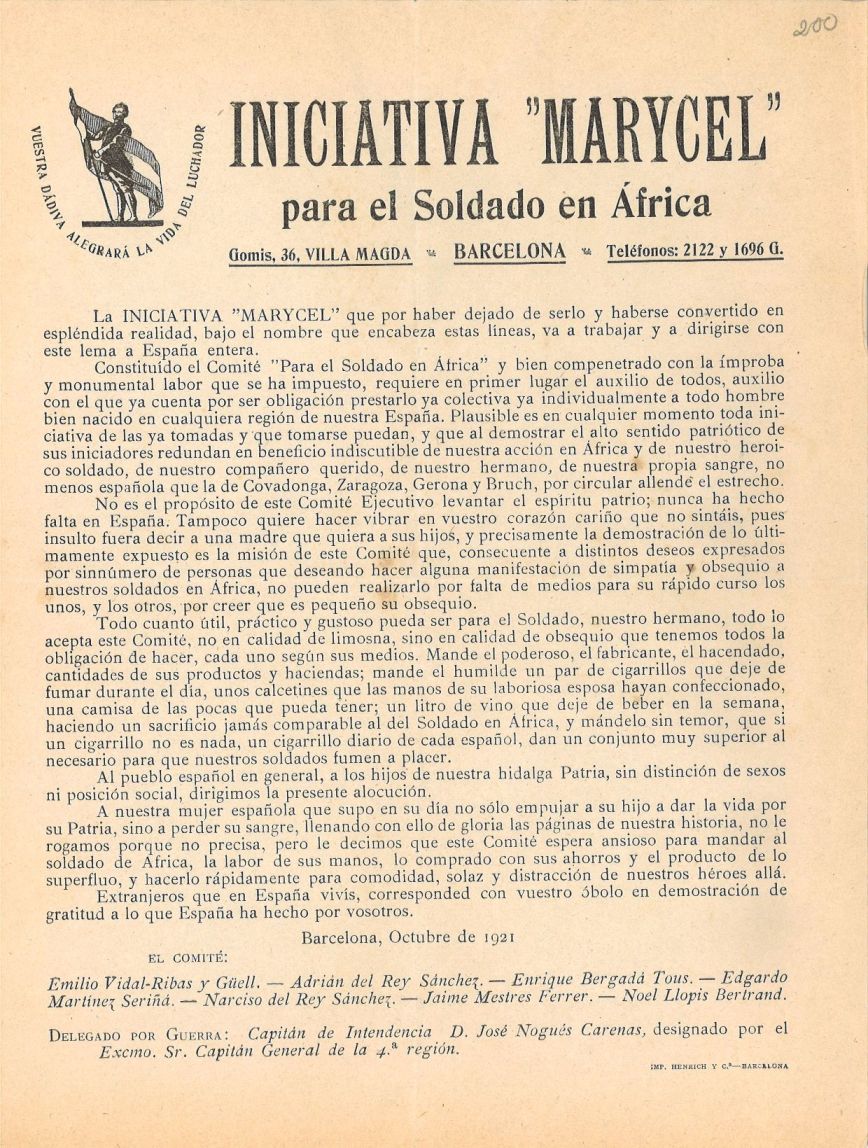 200
VUESTRA DÁDIVA ALEGRARÁ LA VIDA DEL LUCHADOR
INICIATIVA "MARYCEL"
para el Soldado en África
Gomis, 36, VILLA MAGDA BARCELONA Teléfonos: 2122 y 1696 G.
La INICIATIVA "MARYCEL" que por haber dejado de serlo y haberse convertido en
espléndida realidad, bajo el nombre que encabeza estas líneas, va a trabajar y a dirigirse con
este lema a España entera.
Constituído el Comité "Para el Soldado en África" y bien compenetrado con la ímproba
y monumental labor que se ha impuesto, requiere en primer lugar el auxilio de todos, auxilio
con el que ya cuenta por ser obligación prestarlo ya colectiva ya individualmente a todo hombre
bien nacido en cualquiera región de nuestra España. Plausible es en cualquier momento toda ini-
ciativa de las ya tomadas y que tomarse puedan, y que al demostrar el alto sentido patriótico de
sus iniciadores redundan en beneficio indiscutible de nuestra acción en África y de nuestro heroi-
co soldado, de nuestro compañero querido, de nuestro hermano, de nuestra propia sangre, no
menos española que la de Covadonga, Zaragoza, Gerona y Bruch, por circular allende el estrecho.
No es el propósito de este Comité Ejecutivo levantar el espíritu patrio; nunca ha hecho
falta en España. Tampoco quiere hacer vibrar en vuestro corazón cariño que no sintáis, pues
insulto fuera decir a una madre que quiera a sus hijos, y precisamente la demostración de lo últi-
mamente expuesto es la misión de este Comité que, consecuente a distintos deseos expresados
por sinnúmero de personas que deseando hacer alguna manifestación de simpatía y obsequio a
nuestros soldados en África, no pueden realizarlo por falta de medios para su rápido curso los
unos, y los otros, por creer que es pequeño su obsequio.
Todo cuanto útil, práctico y gustoso pueda ser para el Soldado, nuestro hermano, todo lo
acepta este Comité, no en calidad de limosna, sino en calidad de obsequio que tenemos todos la
obligación de hacer, cada uno según sus medios. Mande el poderoso, el fabricante, el hacendado,
cantidades de sus productos y haciendas; mande el humilde un par de cigarrillos que deje de
fumar durante el día, unos calcetines que las manos de su laboriosa esposa hayan confeccionado,
una camisa de las pocas que pueda tener; un litro de vino que deje de beber en la semana,
haciendo un sacrificio jamás comparable al del Soldado en África, y mándelo sin temor, que si
un cigarrillo no es nada, un cigarrillo diario de cada español, dan un conjunto muy superior al
necesario para que nuestros soldados fumen a placer.
Al pueblo español en general, a los hijos de nuestra hidalga Patria, sin distinción de sexos
ni posición social, dirigimos la presente alocución.
A nuestra mujer española que supo en su día no sólo empujar a su hijo a dar la vida por
su Patria, sino a perder su sangre, llenando con ello de gloria las páginas de nuestra historia, no le
rogamos porque no precisa, pero le decimos que este Comité espera ansioso para mandar al
soldado de África, la labor de sus manos, lo comprado con sus ahorros y el producto de lo
superfluo, y hacerlo rápidamente para comodidad, solaz y distracción de nuestros héroes allá.
Extranjeros que en España vivís, corresponded con vuestro óbolo en demostración de
gratitud a lo que España ha hecho por vosotros.
Barcelona, Octubre de 1921
EL COMITÉ:
Emilio Vidal-Ribas y Güell. — Adrián del Rey Sánchez. — Enrique Bergadá Tous. — Edgardo
Martínez Seriñá. — Narciso del Rey Sánchez. — Jaime Mestres Ferrer. — Noel Llopis Bertrand.
DELEGADO POR GUERRA: Capitán de Intendencia D. José Nogués Carenas, designado por el
Excmo. Sr. Capitán General de la 4.ª región.
IMP. HENRICH Y C.ª—BARCELONA